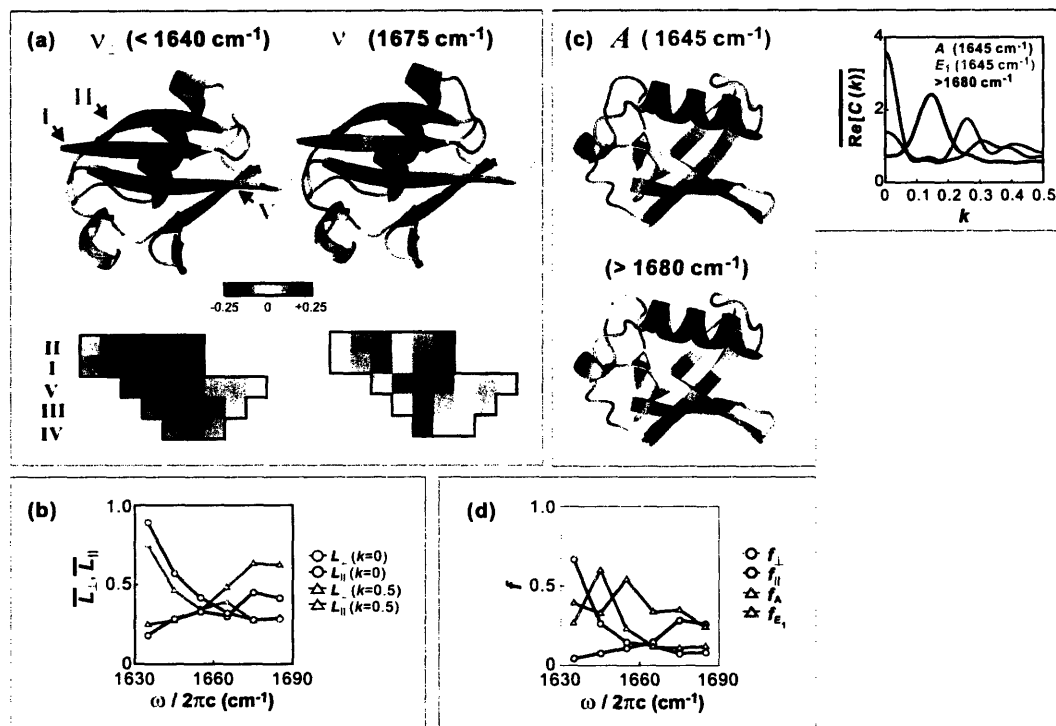 (a) ν⊥ (< 1640 cm-1) ν (1675 cm-1)
II
I
V
-0.25 0 +0.25
II
I
V
III
IV
(c) A (1645 cm-1)
(> 1680 cm-1)
A (1645 cm-1)
E1 (1645 cm-1)
>1680 cm-1
Re[C(k)]
4
2
0
0 0.1 0.2 0.3 0.4 0.5
k
(b)
L⊥, L||
1.0
0.5
0
1630 1660 1690
ω / 2πc (cm-1)
L⊥ (k=0)
L|| (k=0)
L⊥ (k=0.5)
L|| (k=0.5)
(d)
f
1.0
0.5
0
1630 1660 1690
ω / 2πc (cm-1)
f⊥
f||
fA
fE1